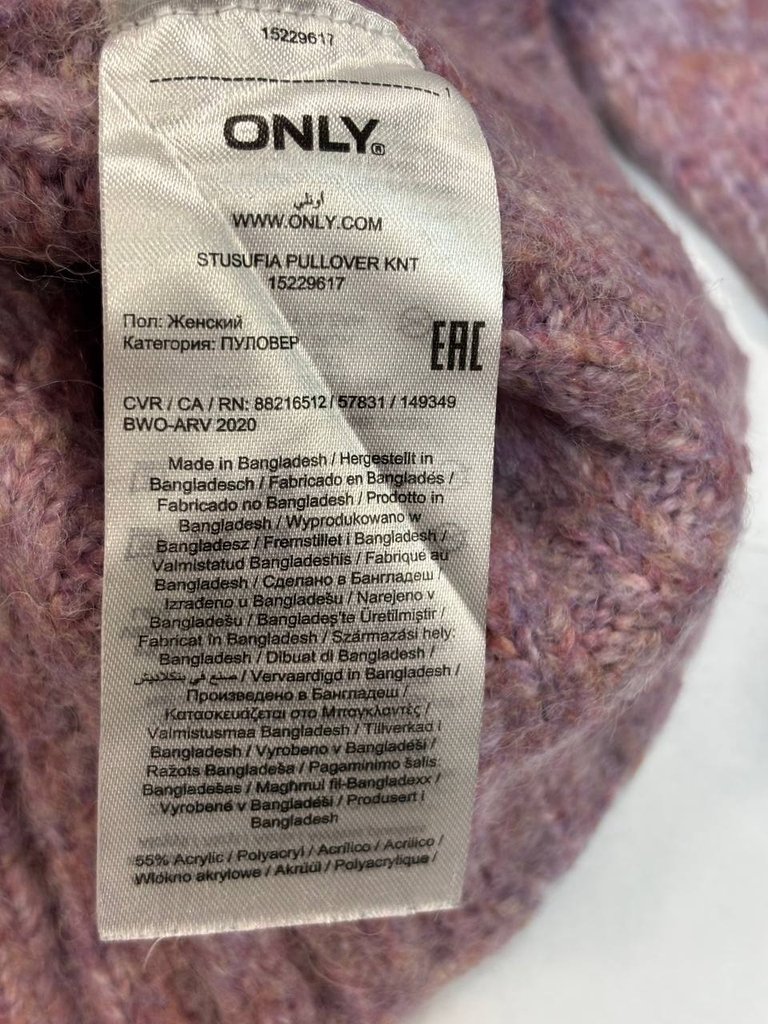 15229617
ONLY®
أونلي
WWW.ONLY.COM
STUSUFIA PULLOVER KNT
15229617
Пол: Женский
Категория: ПУЛОВЕР
EAC
CVR / CA / RN: 88216512 / 57831 / 149349
BWO-ARV 2020
Made in Bangladesh / Hergestellt in
Bangladesch / Fabricado en Bangladés /
Fabricado no Bangladesh / Prodotto in
Bangladesh / Wyprodukowano w
Bangladesz / Fremstillet i Bangladesh /
Valmistatud Bangladeshis / Fabriqué au
Bangladesh / Сделано в Бангладеш /
Izrađeno u Bangladešu / Narejeno v
Bangladešu / Bangladeş'ta Üretilmiştir /
Fabricat în Bangladesh / Származási hely:
Bangladesh / Dibuat di Bangladesh /
صنع في بنكلاديش / Vervaardigd in Bangladesh /
Произведено в Бангладеш /
Κατασκευάζεται στο Μπαγκλαντές /
Valmistusmaa Bangladesh / Tillverkad i
Bangladesh / Vyrobeno v Bangladéši /
Ražots Bangladeša / Pagaminimo šalis:
Bangladešas / Magħmul fil-Bangladexx /
Vyrobené v Bangladéši / Produsert i
Bangladesh
55% Acrylic / Polyacryl / Acrílico / Acrilico /
Włókno akrylowe / Akrüül / Polyacrylique /